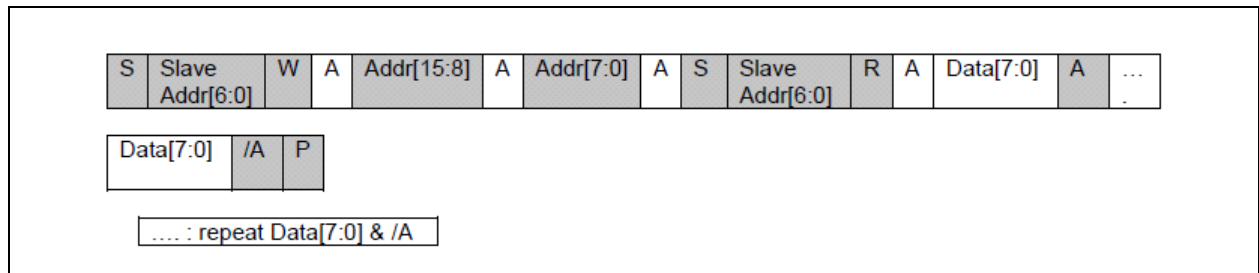 S Slave W A Addr[15:8] A Addr[7:0] A S Slave R A Data[7:0] A …
Addr[6:0] Addr[6:0] .
Data[7:0] /A P
…. : repeat Data[7:0] & /A